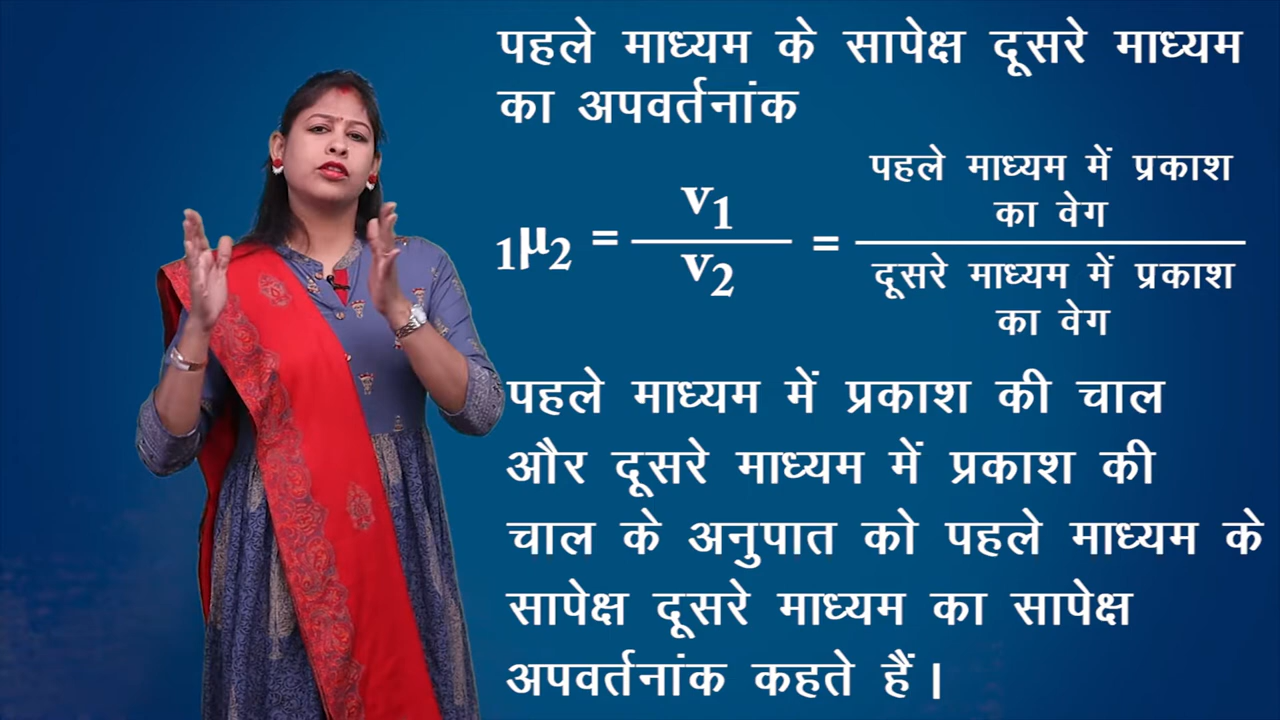 पहले माध्यम के सापेक्ष दूसरे माध्यम
का अपवर्तनांक
₁μ₂ = v₁ / v₂ = पहले माध्यम में प्रकाश का वेग / दूसरे माध्यम में प्रकाश का वेग
पहले माध्यम में प्रकाश की चाल
और दूसरे माध्यम में प्रकाश की
चाल के अनुपात को पहले माध्यम के
सापेक्ष दूसरे माध्यम का सापेक्ष
अपवर्तनांक कहते हैं।